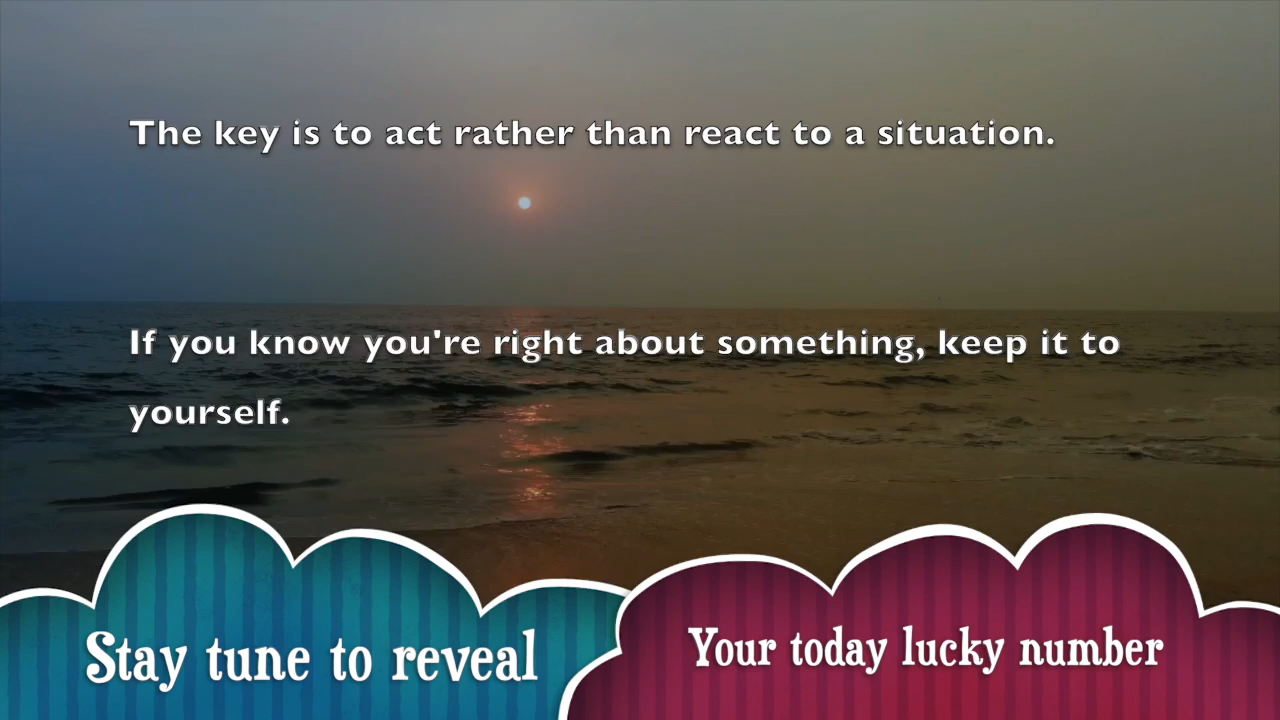 The key is to act rather than react to a situation.
If you know you're right about something, keep it to
yourself.
Stay tune to reveal
Your today lucky number